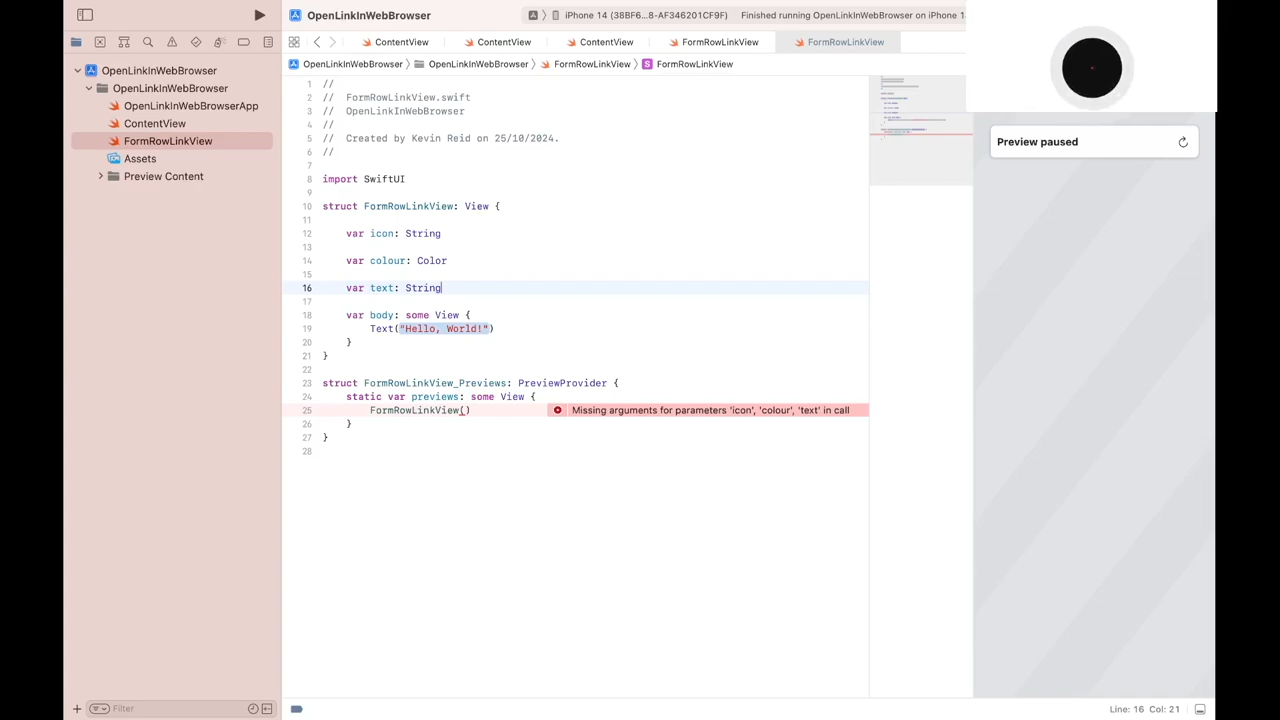 OpenLinkInWebBrowser
iPhone 14 (38BF6...8-AF346201CF9F)
Finished running OpenLinkInWebBrowser on iPhone 1
ContentView
ContentView
ContentView
FormRowLinkView
FormRowLinkView
OpenLinkInWebBrowser
OpenLinkInWebBrowser
FormRowLinkView
S FormRowLinkView
OpenLinkInWebBrowser
OpenLinkInWebBrowser
OpenLinkInWebBrowserApp
ContentView
FormRowLinkView
Assets
Preview Content
1 //
2 //  FormRowLinkView.swift
3 //  OpenLinkInWebBrowser
4 //
5 //  Created by Kevin Reid on 25/10/2024.
6 //
7
8 import SwiftUI
9
10 struct FormRowLinkView: View {
11
12     var icon: String
13
14     var colour: Color
15
16     var text: String
17
18     var body: some View {
19         Text("Hello, World!")
20     }
21 }
22
23 struct FormRowLinkView_Previews: PreviewProvider {
24     static var previews: some View {
25         FormRowLinkView() Missing arguments for parameters 'icon', 'colour', 'text' in call
26     }
27 }
28
Preview paused
Filter
Line: 16 Col: 21